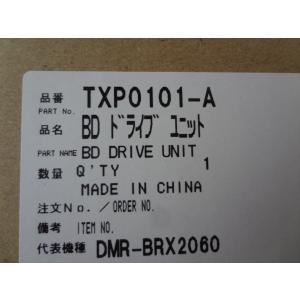 品番 TXP0101-A
PART No.
品名 BD ﾄﾞﾗｲﾌﾞ ﾕﾆｯﾄ
PART NAME BD DRIVE UNIT
数量 Q'TY 1
MADE IN CHINA
注文No. / ORDER NO.
備考 ITEM NO.
代表機種 DMR-BRX2060